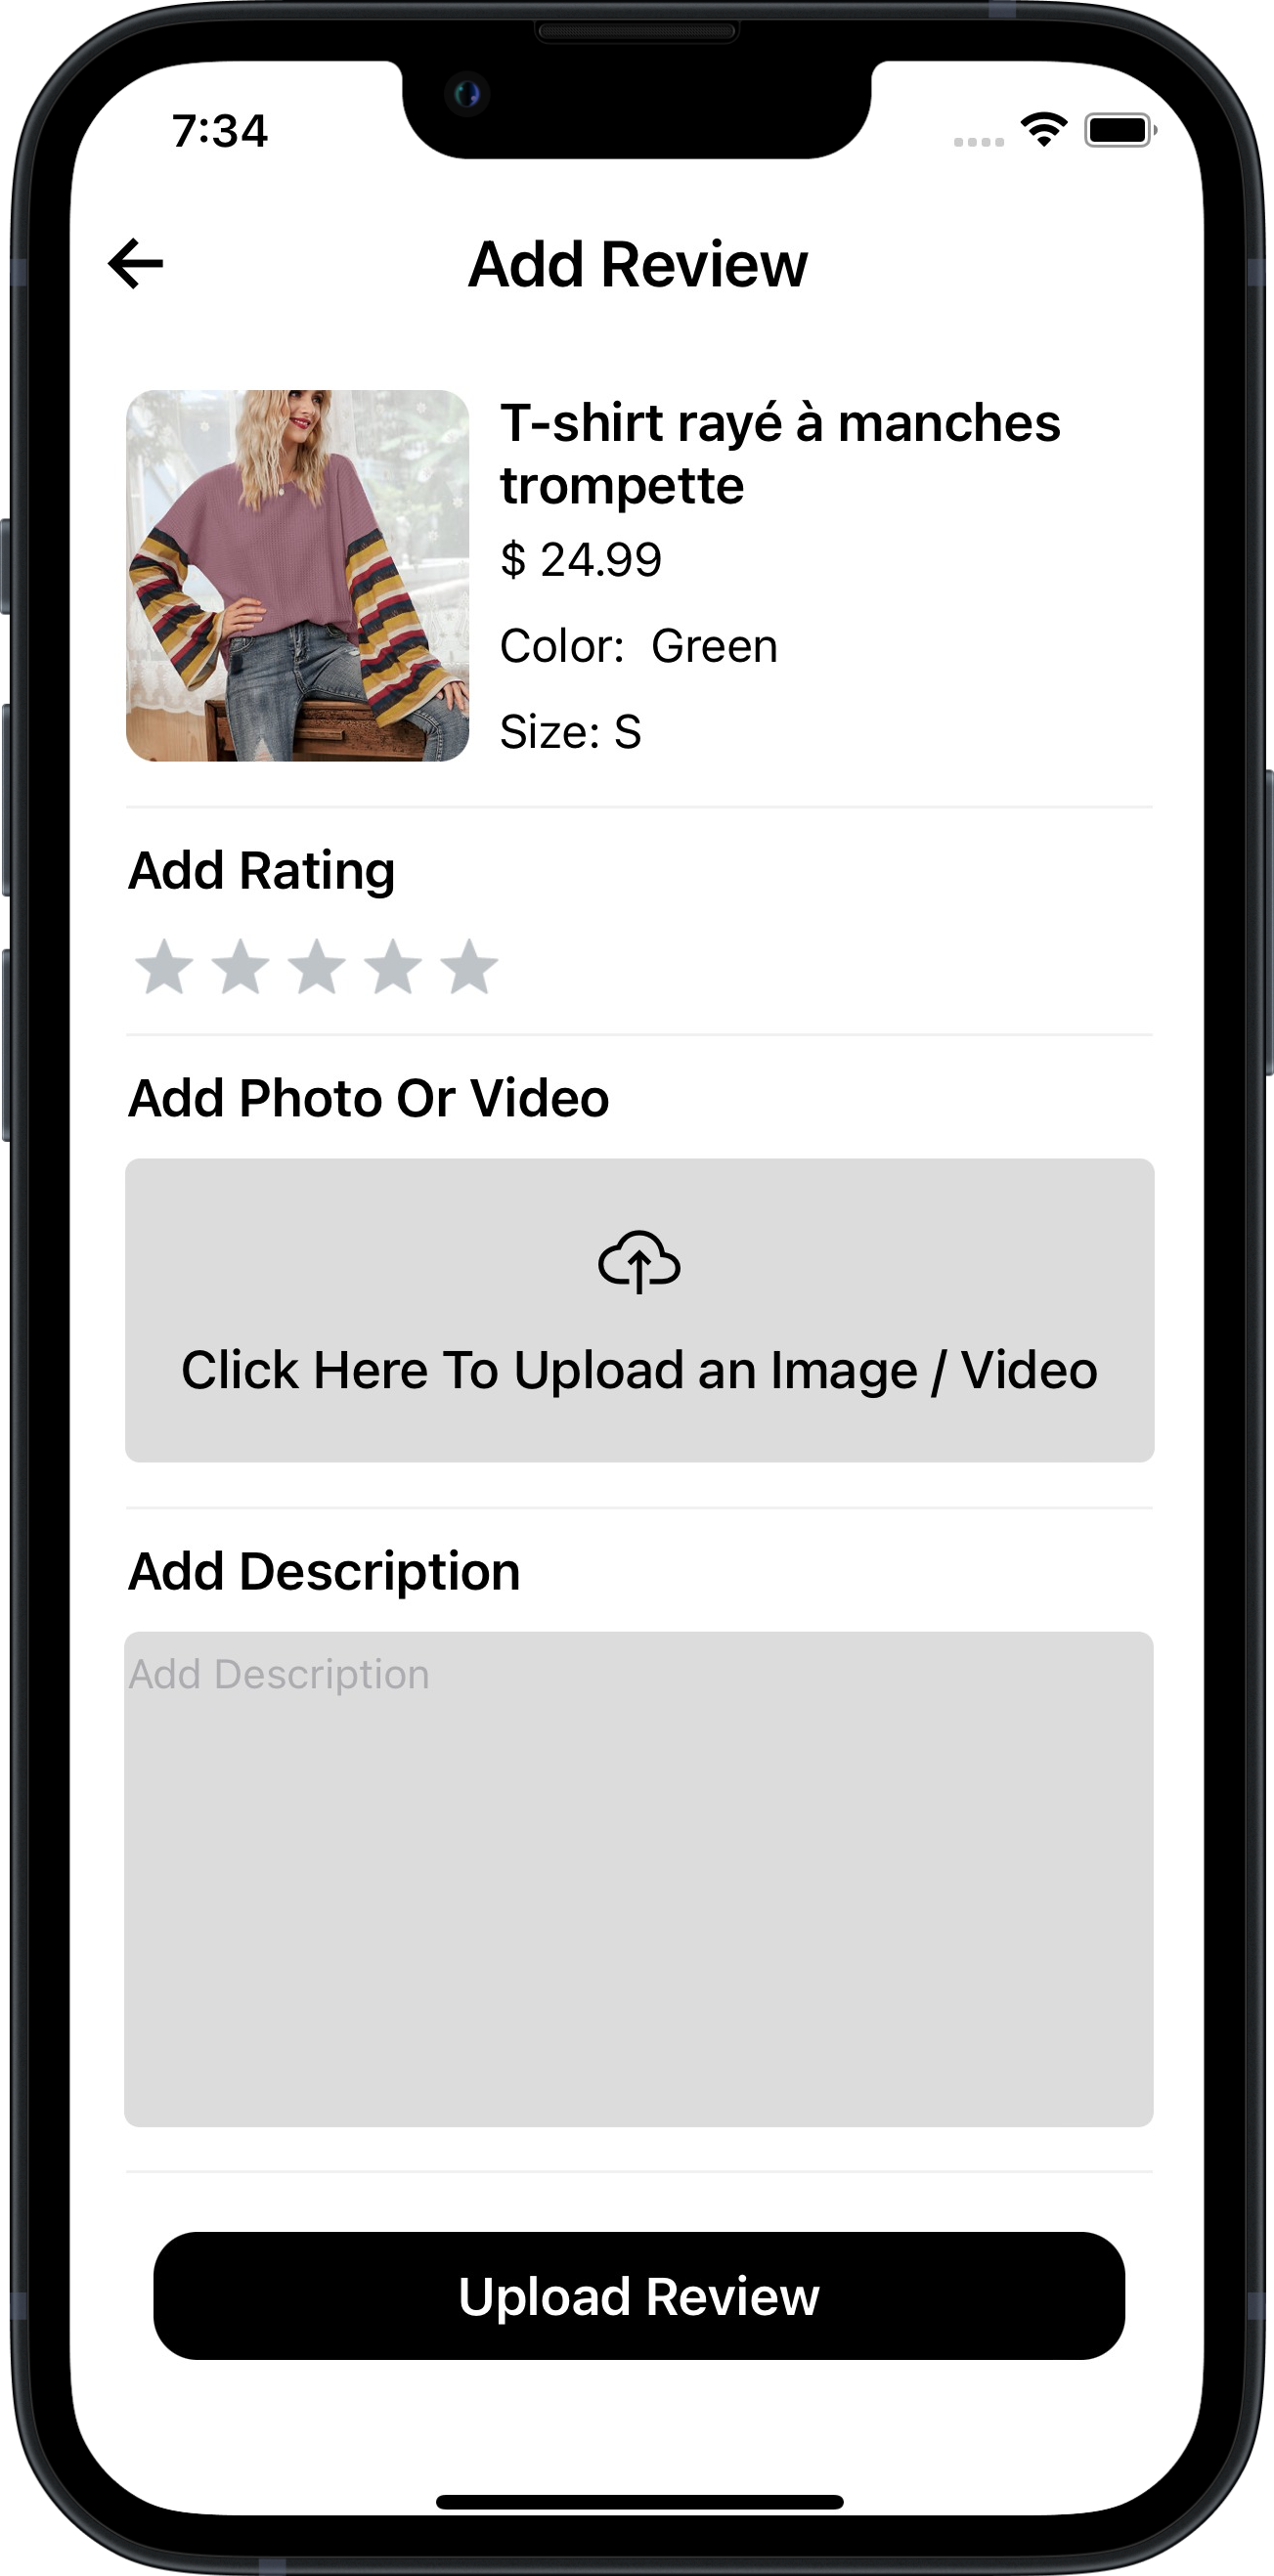 7:34
Add Review
T-shirt rayé à manches
trompette
$ 24.99
Color:  Green
Size: S
Add Rating
Add Photo Or Video
Click Here To Upload an Image / Video
Add Description
Add Description
Upload Review